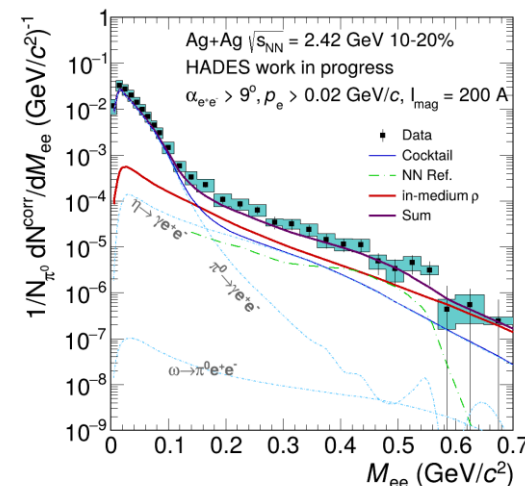 Ag+Ag √s_NN = 2.42 GeV 10-20%
HADES work in progress
α_e⁺e⁻ > 9°, p_e > 0.02 GeV/c, I_mag = 200 A
Data
Cocktail
NN Ref.
in-medium ρ
Sum
η→γe⁺e⁻
π⁰→γe⁺e⁻
ω→π⁰e⁺e⁻
1/N_π⁰ dN^corr/dM_ee (GeV/c²)⁻¹
1
10⁻¹
10⁻²
10⁻³
10⁻⁴
10⁻⁵
10⁻⁶
10⁻⁷
10⁻⁸
10⁻⁹
0 0.1 0.2 0.3 0.4 0.5 0.6 0.7
M_ee (GeV/c²)